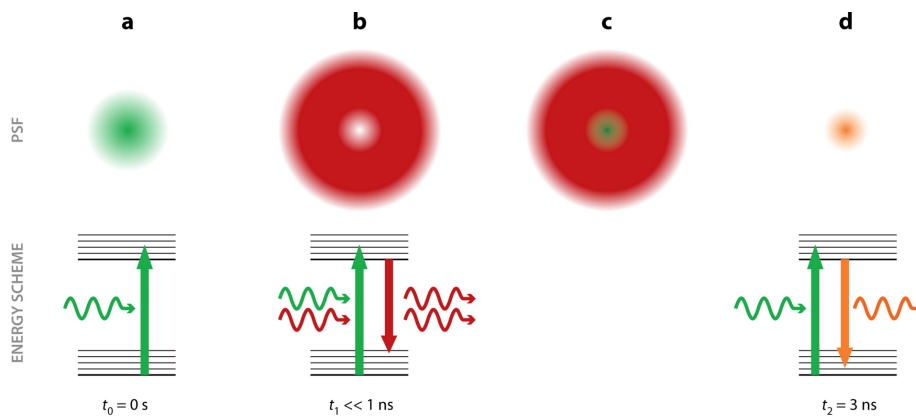 a b c d
PSF
ENERGY SCHEME
t₀ = 0 s t₁ << 1 ns t₂ = 3 ns